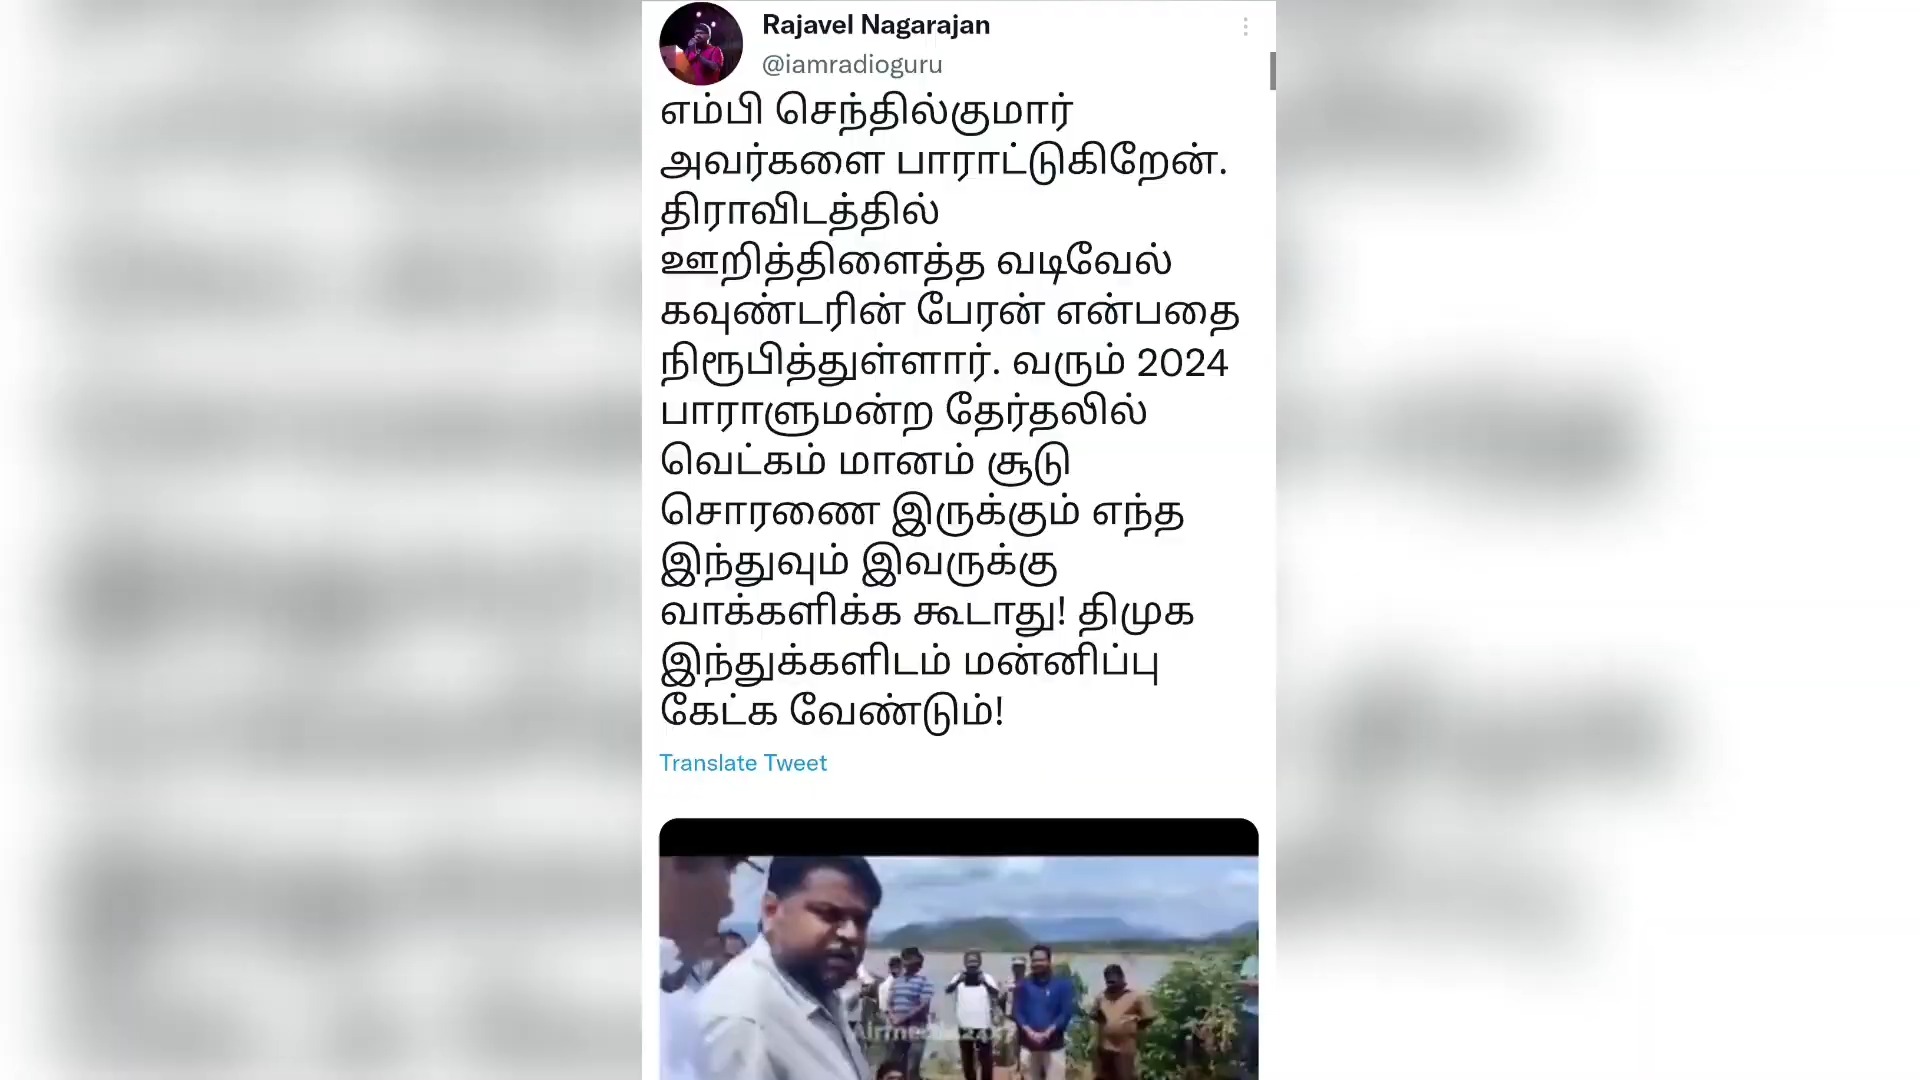 Rajavel Nagarajan
@iamradioguru
எம்பி செந்தில்குமார்
அவர்களை பாராட்டுகிறேன்.
திராவிடத்தில்
ஊறித்திளைத்த வடிவேல்
கவுண்டரின் பேரன் என்பதை
நிரூபித்துள்ளார். வரும் 2024
பாராளுமன்ற தேர்தலில்
வெட்கம் மானம் சூடு
சொரணை இருக்கும் எந்த
இந்துவும் இவருக்கு
வாக்களிக்க கூடாது! திமுக
இந்துக்களிடம் மன்னிப்பு
கேட்க வேண்டும்!
Translate Tweet